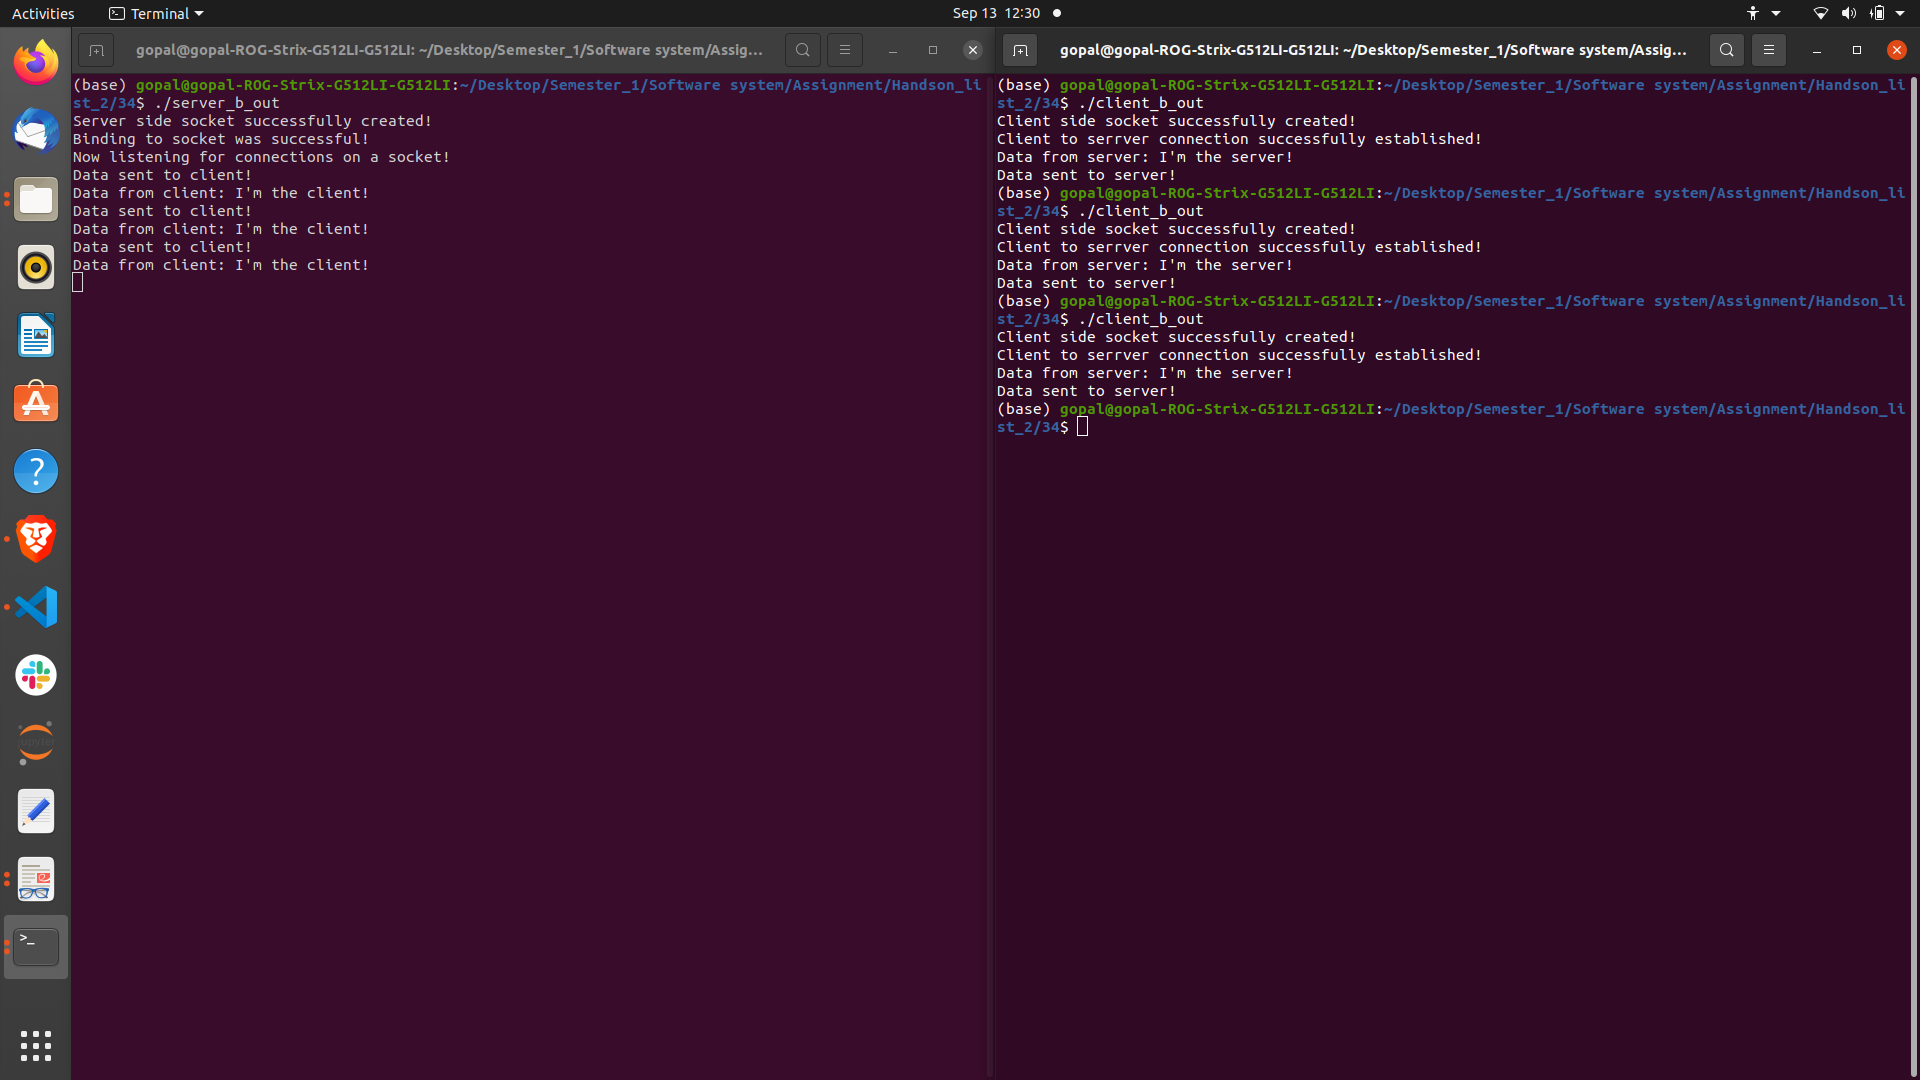 Activities
Terminal
Sep 13 12:30
gopal@gopal-ROG-Strix-G512LI-G512LI: ~/Desktop/Semester_1/Software system/Assig...
(base) gopal@gopal-ROG-Strix-G512LI-G512LI:~/Desktop/Semester_1/Software system/Assignment/Handson_li
st_2/34$ ./server_b_out
Server side socket successfully created!
Binding to socket was successful!
Now listening for connections on a socket!
Data sent to client!
Data from client: I'm the client!
Data sent to client!
Data from client: I'm the client!
Data sent to client!
Data from client: I'm the client!
gopal@gopal-ROG-Strix-G512LI-G512LI: ~/Desktop/Semester_1/Software system/Assig...
(base) gopal@gopal-ROG-Strix-G512LI-G512LI:~/Desktop/Semester_1/Software system/Assignment/Handson_li
st_2/34$ ./client_b_out
Client side socket successfully created!
Client to serrver connection successfully established!
Data from server: I'm the server!
Data sent to server!
(base) gopal@gopal-ROG-Strix-G512LI-G512LI:~/Desktop/Semester_1/Software system/Assignment/Handson_li
st_2/34$ ./client_b_out
Client side socket successfully created!
Client to serrver connection successfully established!
Data from server: I'm the server!
Data sent to server!
(base) gopal@gopal-ROG-Strix-G512LI-G512LI:~/Desktop/Semester_1/Software system/Assignment/Handson_li
st_2/34$ ./client_b_out
Client side socket successfully created!
Client to serrver connection successfully established!
Data from server: I'm the server!
Data sent to server!
(base) gopal@gopal-ROG-Strix-G512LI-G512LI:~/Desktop/Semester_1/Software system/Assignment/Handson_li
st_2/34$